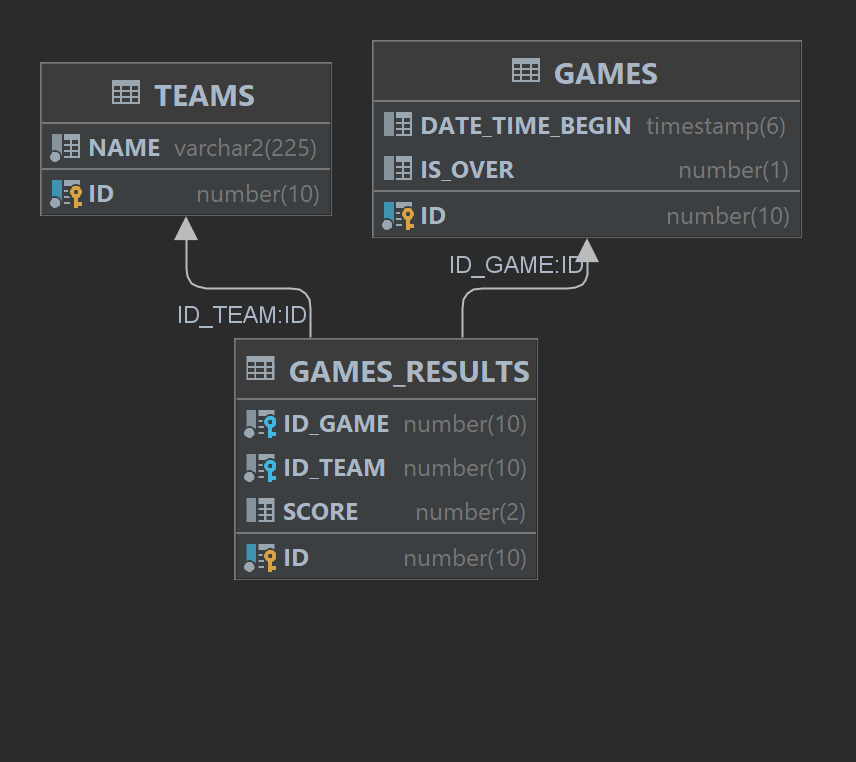 TEAMS
NAME varchar2(225)
ID number(10)
GAMES
DATE_TIME_BEGIN timestamp(6)
IS_OVER number(1)
ID number(10)
ID_GAME:ID
ID_TEAM:ID
GAMES_RESULTS
ID_GAME number(10)
ID_TEAM number(10)
SCORE number(2)
ID number(10)